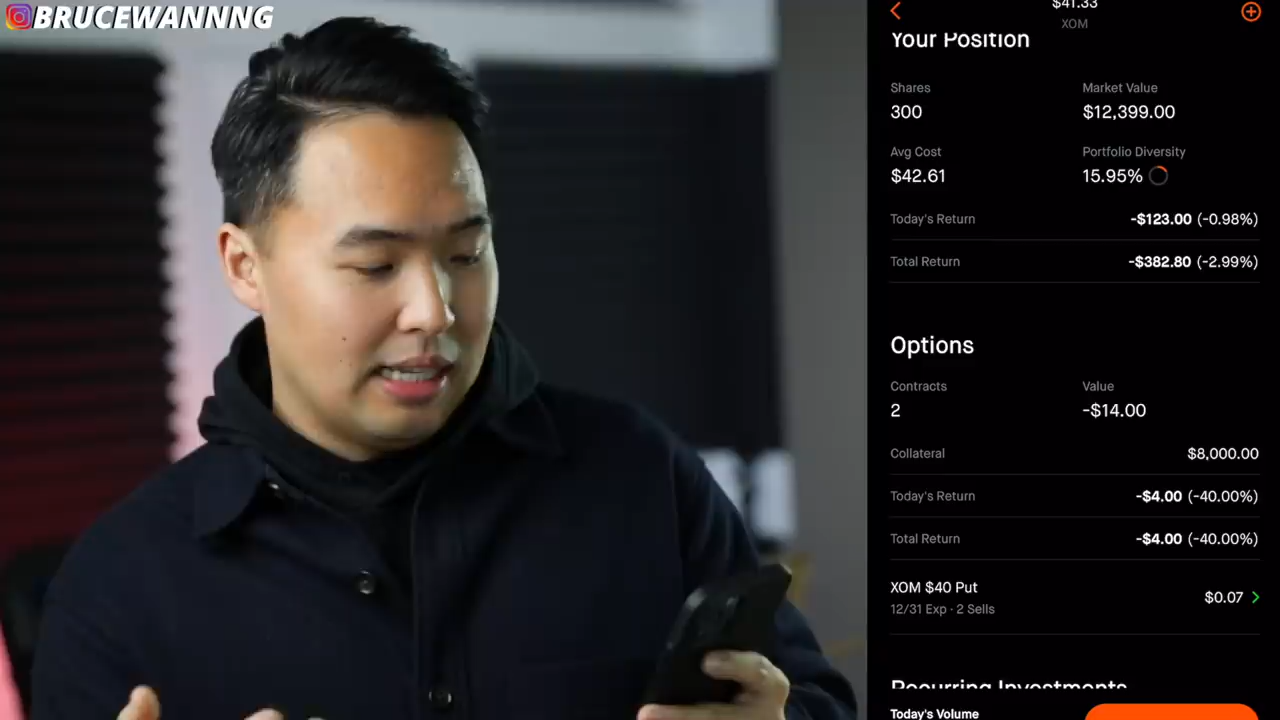 BRUCEWANNNG
$41.33
XOM
Your Position
Shares
Market Value
300
$12,399.00
Avg Cost
Portfolio Diversity
$42.61
15.95%
Today's Return
-$123.00 (-0.98%)
Total Return
-$382.80 (-2.99%)
Options
Contracts
Value
2
-$14.00
Collateral
$8,000.00
Today's Return
-$4.00 (-40.00%)
Total Return
-$4.00 (-40.00%)
XOM $40 Put
$0.07
12/31 Exp · 2 Sells
Recurring Investments
Today's Volume